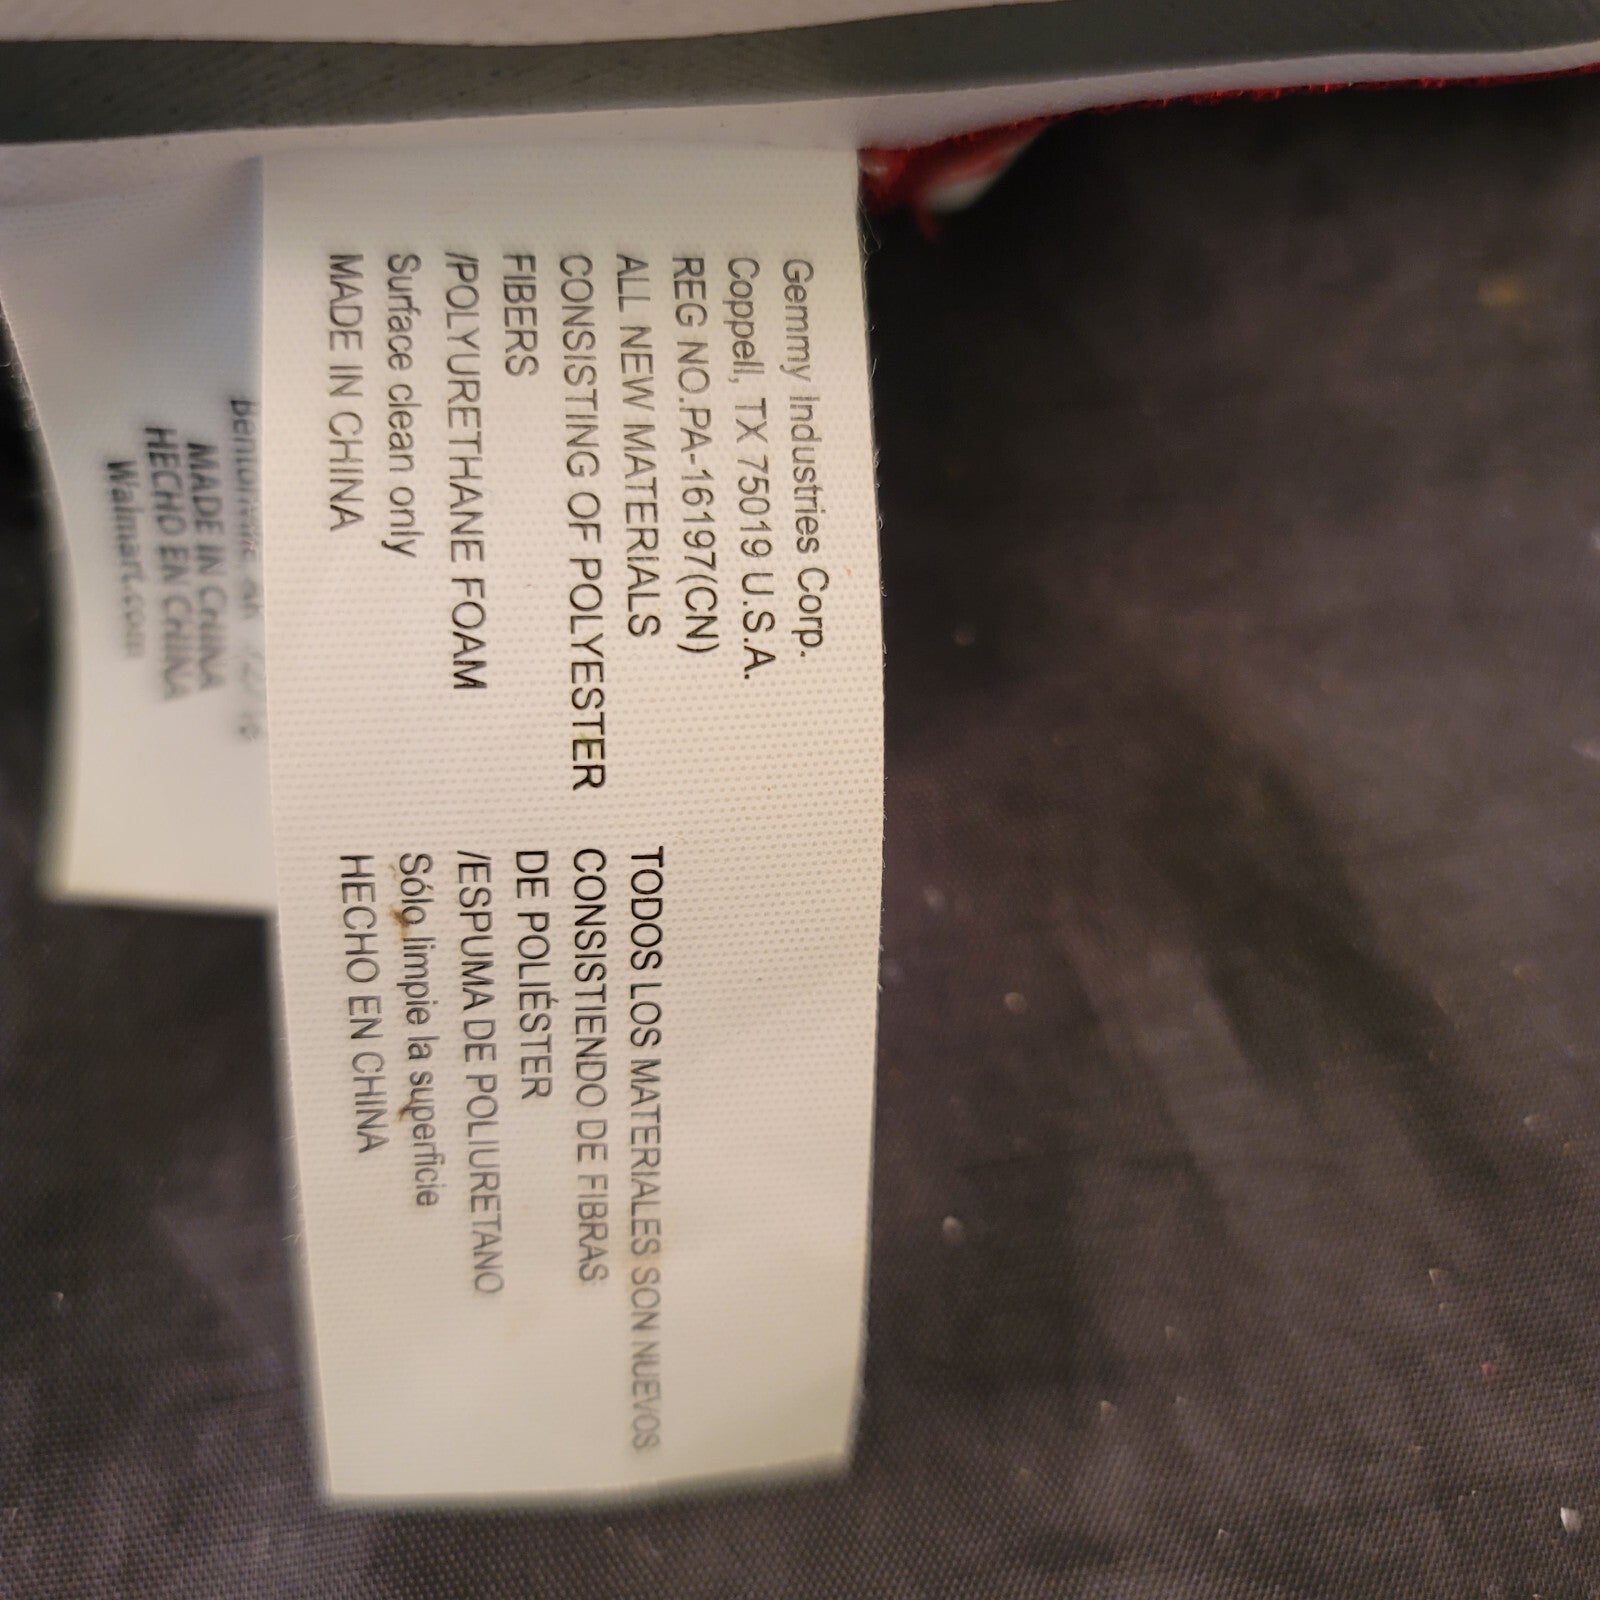 Gemmy Industries Corp.
Coppell, TX 75019 U.S.A.
REG NO.PA-16197(CN)
ALL NEW MATERIALS
CONSISTING OF POLYESTER
FIBERS
/POLYURETHANE FOAM
Surface clean only
MADE IN CHINA
TODOS LOS MATERIALES SON NUEVOS
CONSISTIENDO DE FIBRAS
DE POLIÉSTER
/ESPUMA DE POLIURETANO
Sólo limpie la superficie
HECHO EN CHINA
MADE IN CHINA
HECHO EN CHINA
Walmart.com